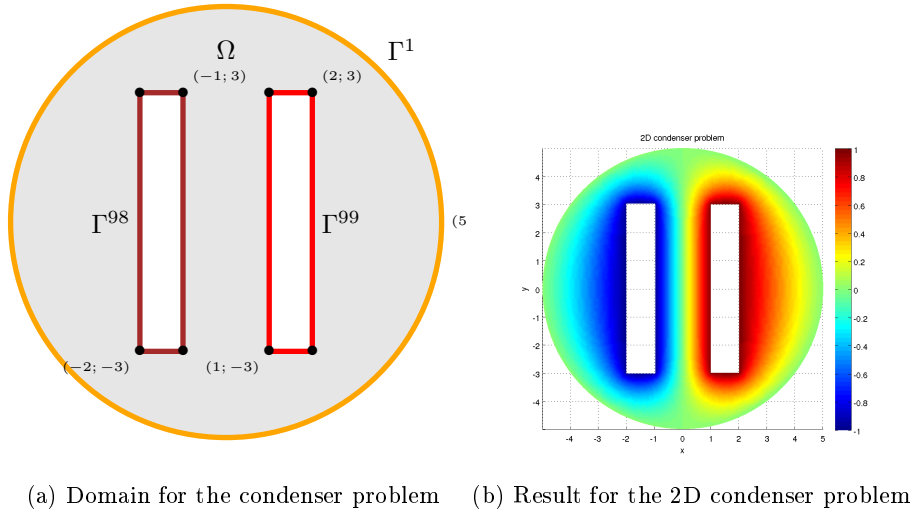 Ω
Γ¹
(−1; 3)
(2; 3)
Γ⁹⁸
Γ⁹⁹
(5
(−2; −3)
(1; −3)
2D condenser problem
4
3
2
1
0
-1
-2
-3
-4
y
-4 -3 -2 -1 0 1 2 3 4 5
x
1
0.8
0.6
0.4
0.2
0
-0.2
-0.4
-0.6
-0.8
-1
(a) Domain for the condenser problem
(b) Result for the 2D condenser problem